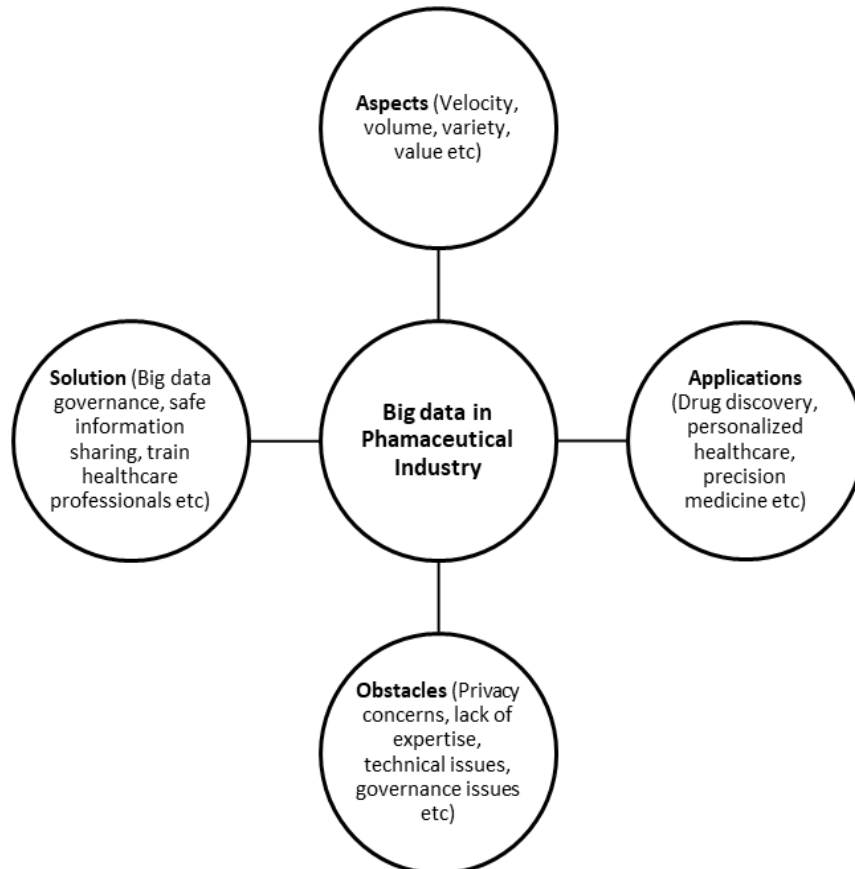 Aspects (Velocity,
volume, variety,
value etc)
Solution (Big data
governance, safe
information
sharing, train
healthcare
professionals etc)
Big data in
Phamaceutical
Industry
Applications
(Drug discovery,
personalized
healthcare,
precision
medicine etc)
Obstacles (Privacy
concerns, lack of
expertise,
technical issues,
governance issues
etc)